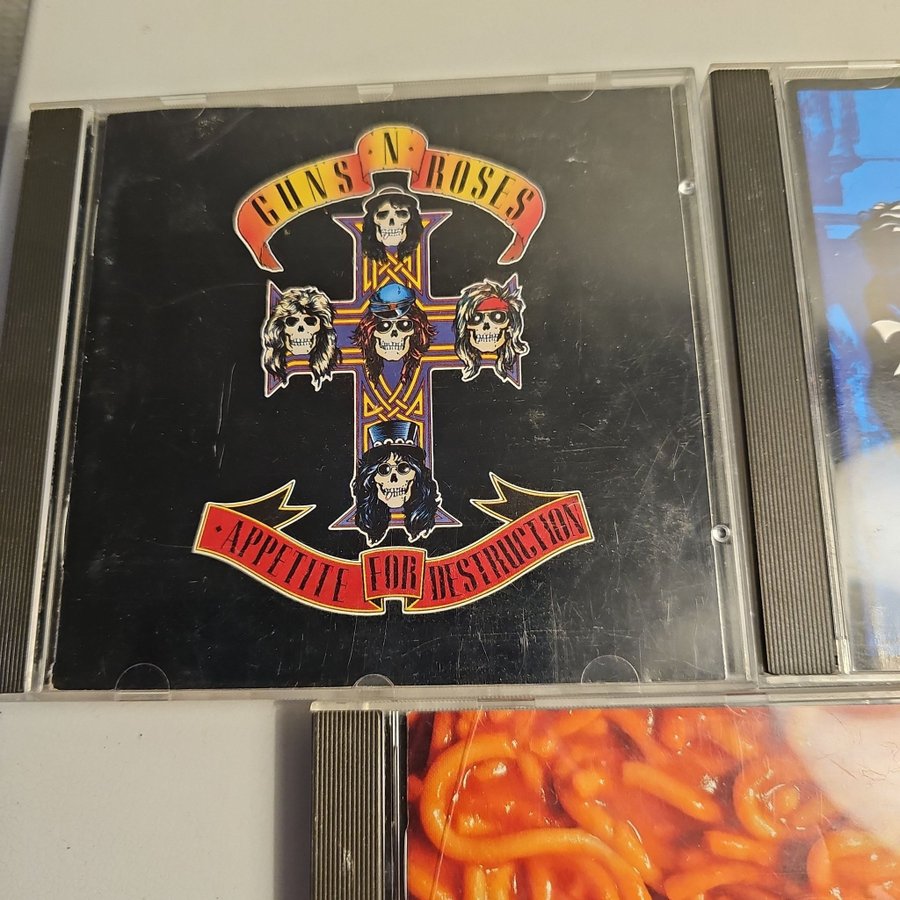 GUNS N' ROSES
APPETITE FOR DESTRUCTION